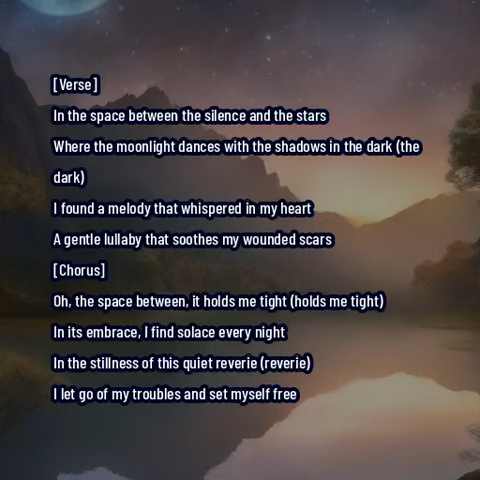 [Verse]
In the space between the silence and the stars
Where the moonlight dances with the shadows in the dark (the
dark)
I found a melody that whispered in my heart
A gentle lullaby that soothes my wounded scars
[Chorus]
Oh, the space between, it holds me tight (holds me tight)
In its embrace, I find solace every night
In the stillness of this quiet reverie (reverie)
I let go of my troubles and set myself free